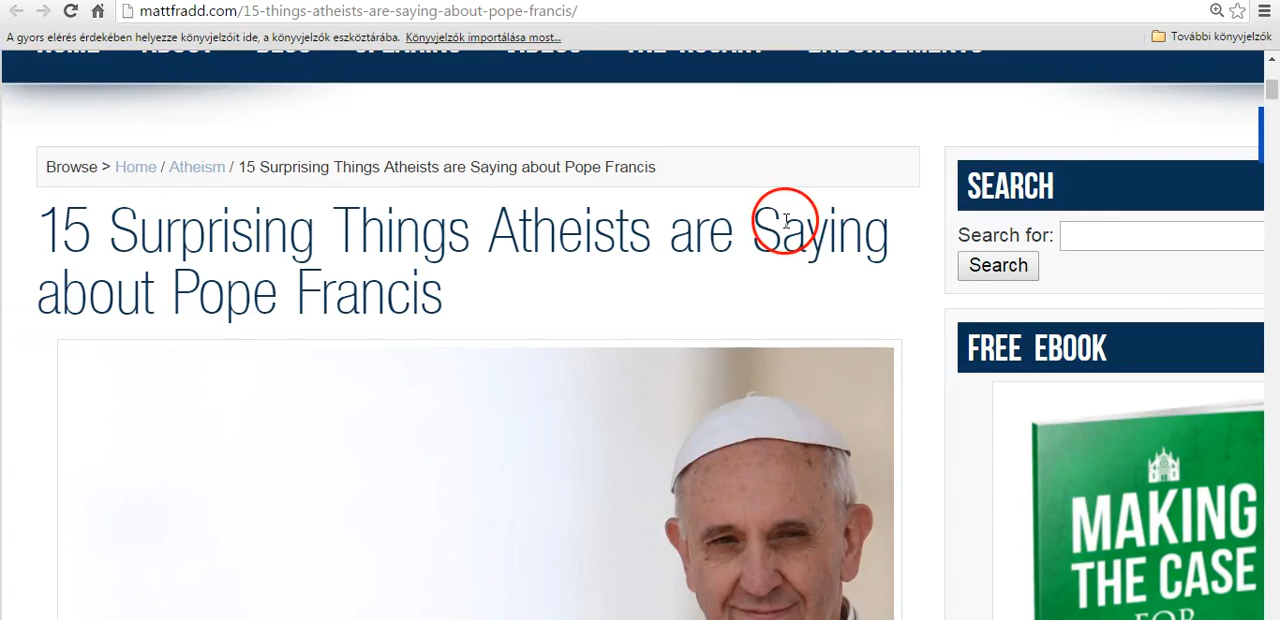 mattfradd.com/15-things-atheists-are-saying-about-pope-francis/
A gyors elérés érdekében helyezze könyvjelzőit ide, a könyvjelzők eszköztárába. Könyvjelzők importálása most...
További könyvjelzők
Browse > Home / Atheism / 15 Surprising Things Atheists are Saying about Pope Francis
15 Surprising Things Atheists are Saying
about Pope Francis
SEARCH
Search for:
Search
FREE EBOOK
MAKING
THE CASE
FOR